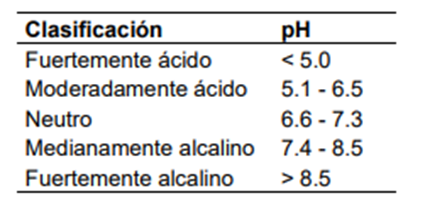 Clasificación pH
Fuertemente ácido < 5.0
Moderadamente ácido 5.1 - 6.5
Neutro 6.6 - 7.3
Medianamente alcalino 7.4 - 8.5
Fuertemente alcalino > 8.5